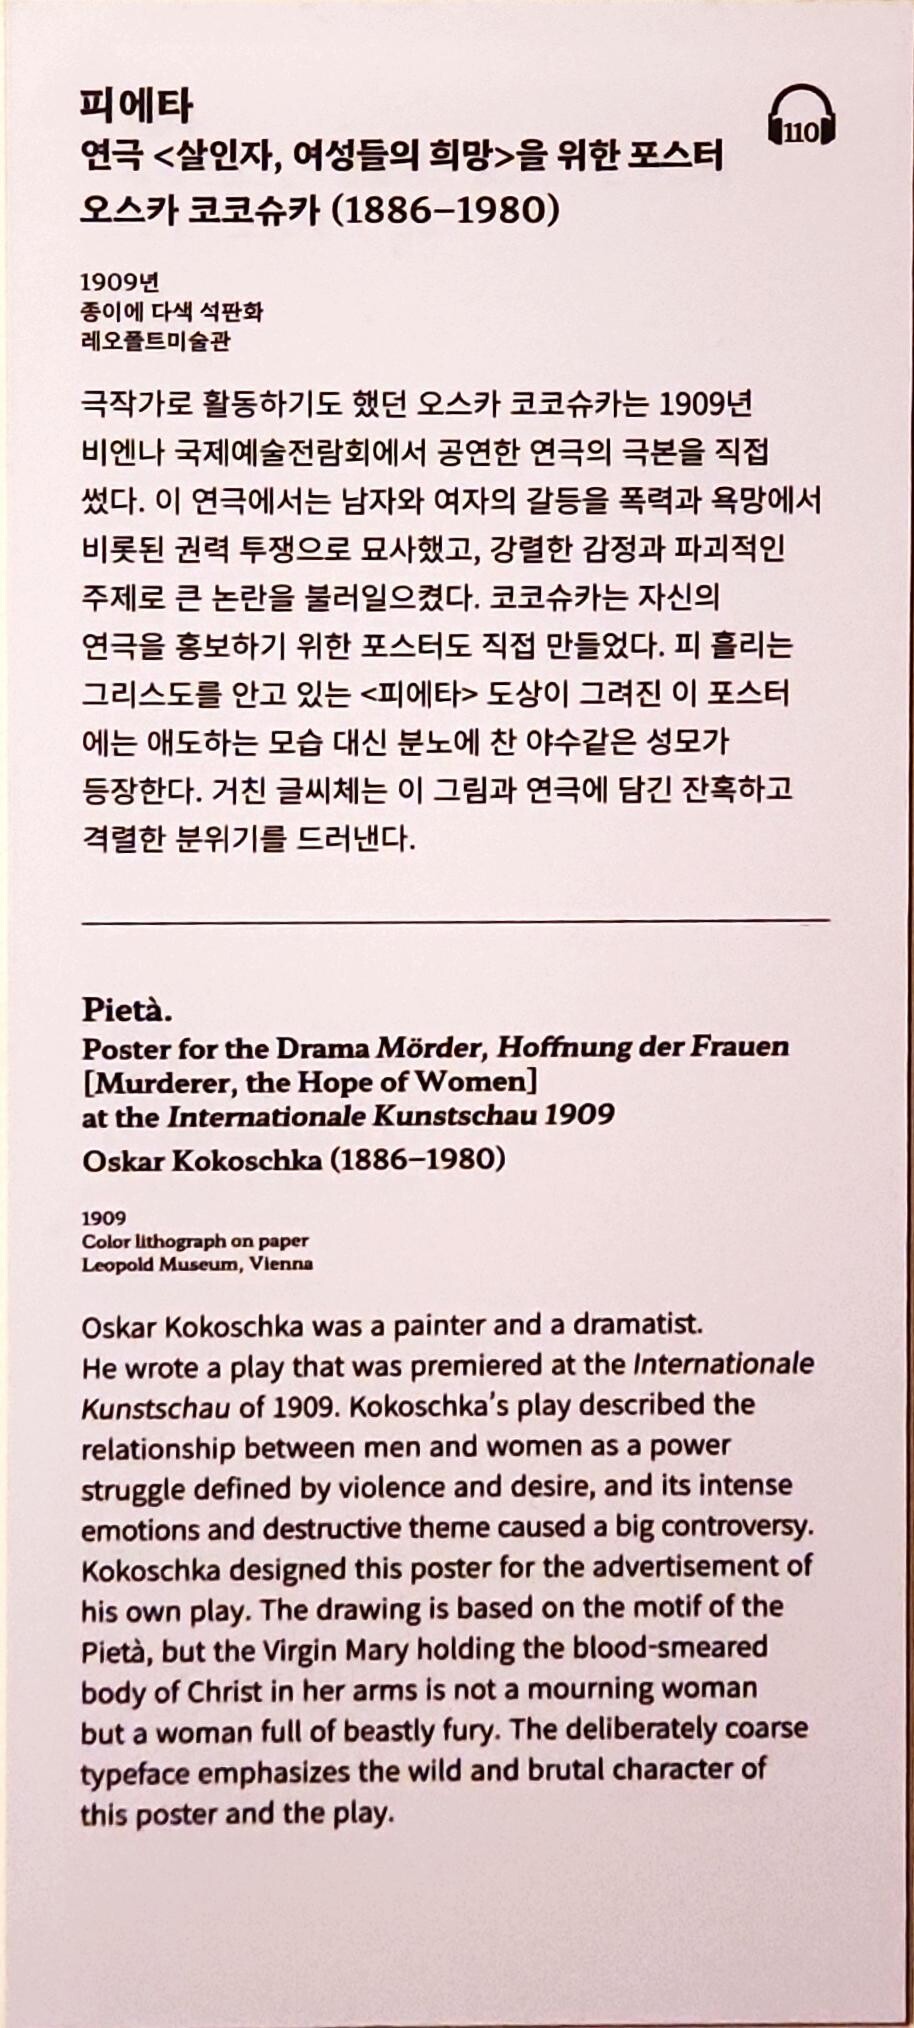 피에타
110
연극 <살인자, 여성들의 희망>을 위한 포스터
오스카 코코슈카 (1886–1980)
1909년
종이에 다색 석판화
레오폴트미술관
극작가로 활동하기도 했던 오스카 코코슈카는 1909년
비엔나 국제예술전람회에서 공연한 연극의 극본을 직접
썼다. 이 연극에서는 남자와 여자의 갈등을 폭력과 욕망에서
비롯된 권력 투쟁으로 묘사했고, 강렬한 감정과 파괴적인
주제로 큰 논란을 불러일으켰다. 코코슈카는 자신의
연극을 홍보하기 위한 포스터도 직접 만들었다. 피 흘리는
그리스도를 안고 있는 <피에타> 도상이 그려진 이 포스터
에는 애도하는 모습 대신 분노에 찬 야수같은 성모가
등장한다. 거친 글씨체는 이 그림과 연극에 담긴 잔혹하고
격렬한 분위기를 드러낸다.
Pietà.
Poster for the Drama Mörder, Hoffnung der Frauen
[Murderer, the Hope of Women]
at the Internationale Kunstschau 1909
Oskar Kokoschka (1886–1980)
1909
Color lithograph on paper
Leopold Museum, Vienna
Oskar Kokoschka was a painter and a dramatist.
He wrote a play that was premiered at the Internationale
Kunstschau of 1909. Kokoschka's play described the
relationship between men and women as a power
struggle defined by violence and desire, and its intense
emotions and destructive theme caused a big controversy.
Kokoschka designed this poster for the advertisement of
his own play. The drawing is based on the motif of the
Pietà, but the Virgin Mary holding the blood-smeared
body of Christ in her arms is not a mourning woman
but a woman full of beastly fury. The deliberately coarse
typeface emphasizes the wild and brutal character of
this poster and the play.